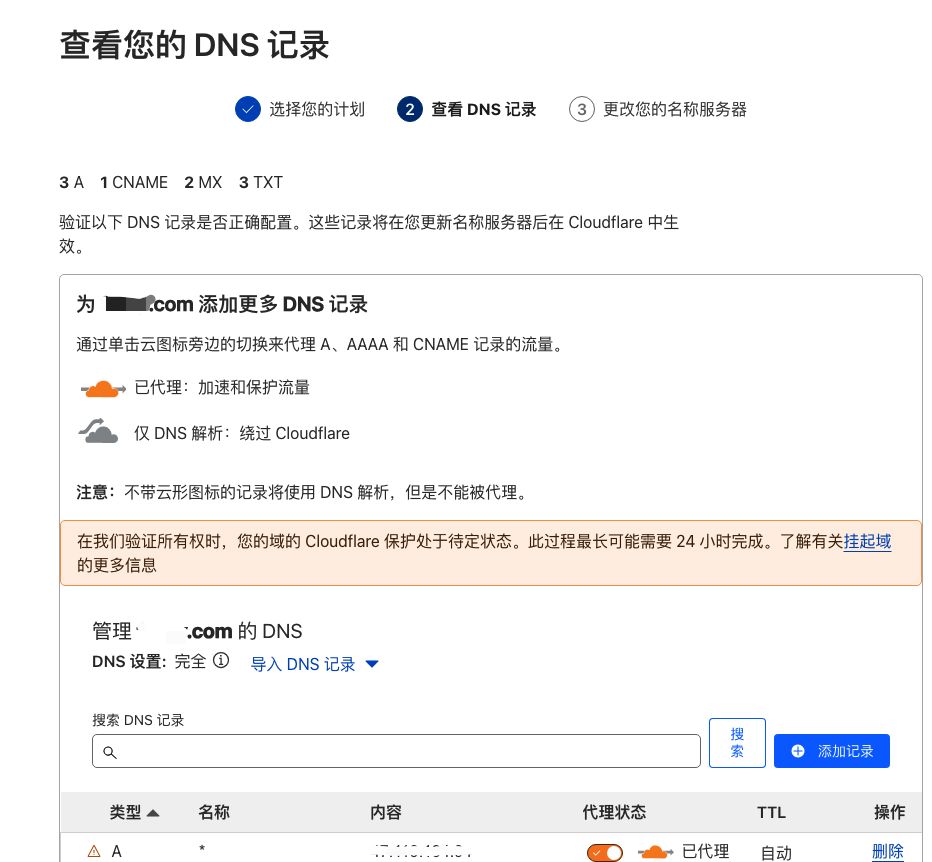 查看您的 DNS 记录
选择您的计划 2 查看 DNS 记录 3 更改您的名称服务器
3 A 1 CNAME 2 MX 3 TXT
验证以下 DNS 记录是否正确配置。这些记录将在您更新名称服务器后在 Cloudflare 中生
效。
为 .com 添加更多 DNS 记录
通过单击云图标旁边的切换来代理 A、AAAA 和 CNAME 记录的流量。
已代理：加速和保护流量
仅 DNS 解析：绕过 Cloudflare
注意：不带云形图标的记录将使用 DNS 解析，但是不能被代理。
在我们验证所有权时，您的域的 Cloudflare 保护处于待定状态。此过程最长可能需要 24 小时完成。了解有关挂起域
的更多信息
管理 .com 的 DNS
DNS 设置: 完全 导入 DNS 记录
搜索 DNS 记录
搜
索
添加记录
类型 名称 内容 代理状态 TTL 操作
A * 已代理 自动 删除